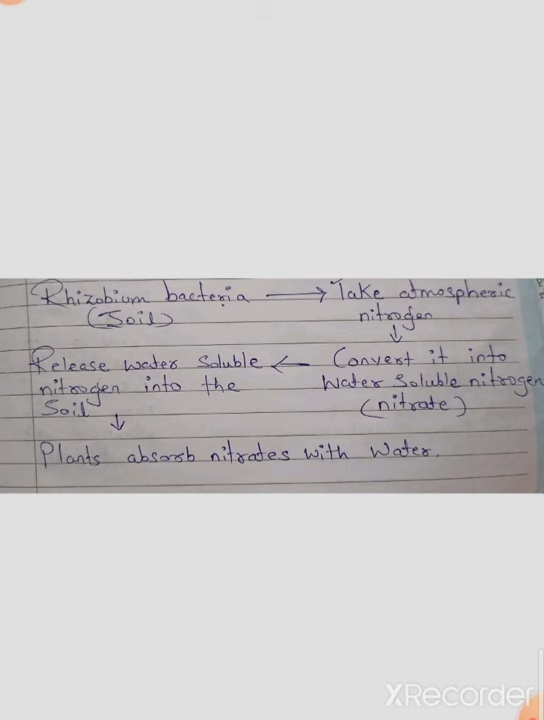 Rhizobium bacteria → Take atmospheric
(Soil) nitrogen
↓
Release water soluble ← Convert it into
nitrogen into the Water Soluble nitrogen
Soil (nitrate)
↓
Plants absorb nitrates with Water.
XRecorder